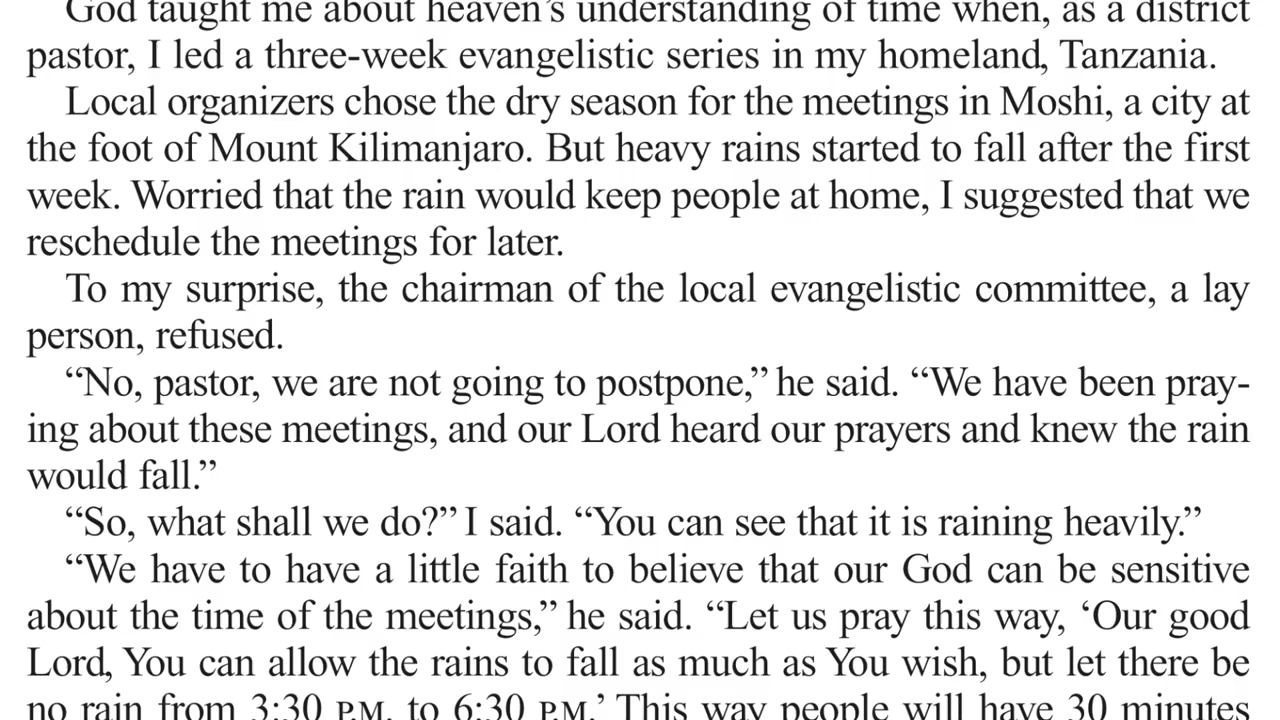 God taught me about heaven’s understanding of time when, as a district
pastor, I led a three-week evangelistic series in my homeland, Tanzania.
Local organizers chose the dry season for the meetings in Moshi, a city at
the foot of Mount Kilimanjaro. But heavy rains started to fall after the first
week. Worried that the rain would keep people at home, I suggested that we
reschedule the meetings for later.
To my surprise, the chairman of the local evangelistic committee, a lay
person, refused.
“No, pastor, we are not going to postpone,” he said. “We have been pray-
ing about these meetings, and our Lord heard our prayers and knew the rain
would fall.”
“So, what shall we do?” I said. “You can see that it is raining heavily.”
“We have to have a little faith to believe that our God can be sensitive
about the time of the meetings,” he said. “Let us pray this way, ‘Our good
Lord, You can allow the rains to fall as much as You wish, but let there be
no rain from 3:30 P.M. to 6:30 P.M.’ This way people will have 30 minutes